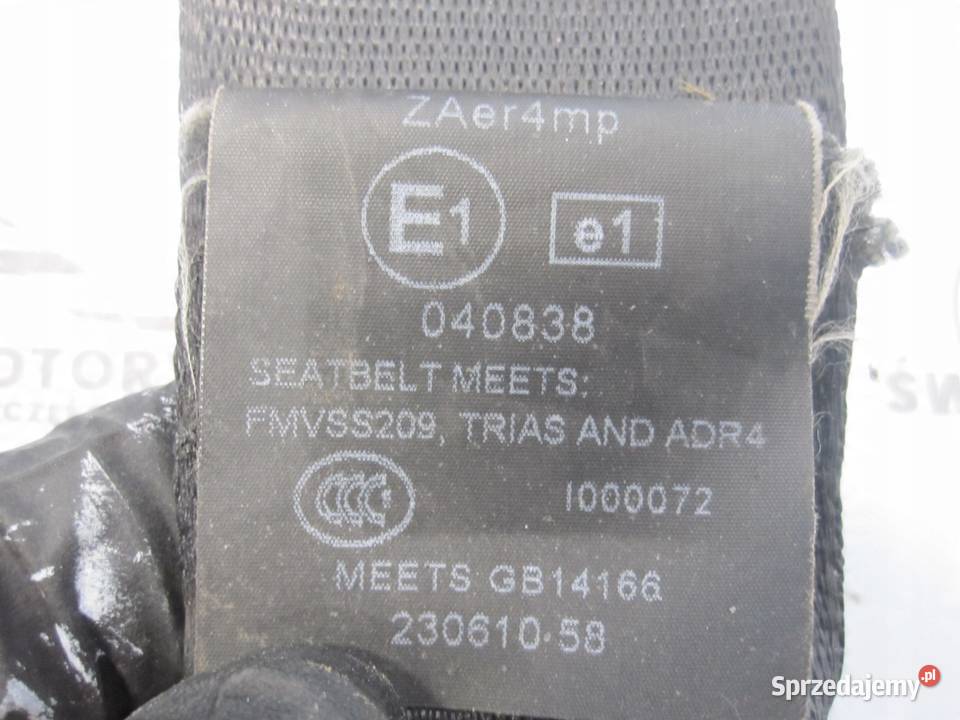 ZAer4mp
E1 e1
040838
SEATBELT MEETS:
FMVSS209, TRIAS AND ADR4
CCC I000072
MEETS GB14166
230610 58
Sprzedajemy.pl